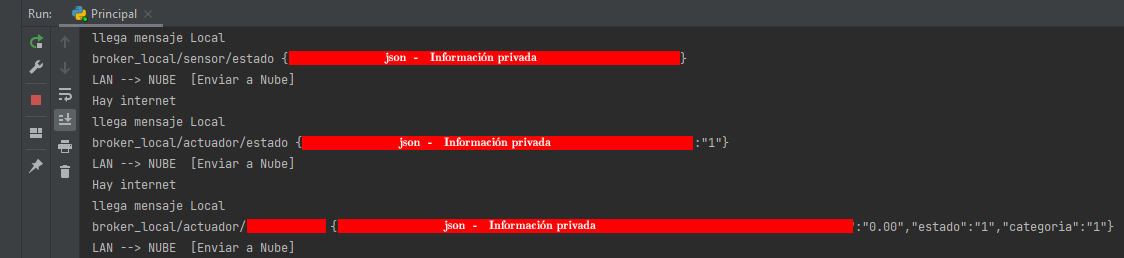 Run: Principal
llega mensaje Local
broker_local/sensor/estado {json - Información privada}
LAN --> NUBE  [Enviar a Nube]
Hay internet
llega mensaje Local
broker_local/actuador/estado {json - Información privada:"1"}
LAN --> NUBE  [Enviar a Nube]
Hay internet
llega mensaje Local
broker_local/actuador/ {json - Información privada:"0.00","estado":"1","categoria":"1"}
LAN --> NUBE  [Enviar a Nube]